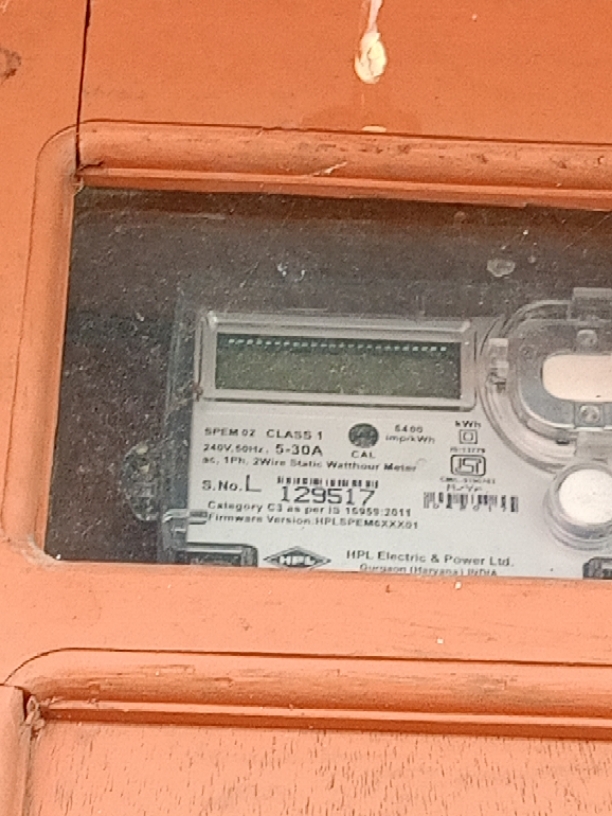 SPEM 02 CLASS 1
6400
imp/kWh
kWh
240V, 50Hz, 5-30A
CAL
ac, 1Ph, 2Wire Static Watthour Meter
S.No. L 129517
Category C3 as per IS 15959:2011
Firmware Version:HPLSPEM6XXX01
HPL
HPL Electric & Power Ltd.
Gurgaon (Haryana) INDIA